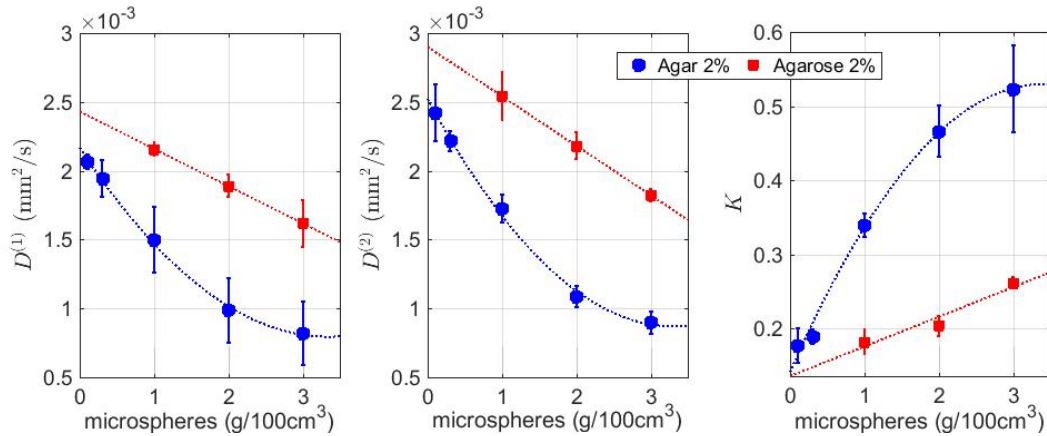 ×10⁻³
3
2.5
2
1.5
1
0.5
0 1 2 3
D⁽¹⁾ (mm²/s)
microspheres (g/100cm³)
×10⁻³
3
2.5
2
1.5
1
0.5
0 1 2 3
D⁽²⁾ (mm²/s)
microspheres (g/100cm³)
Agar 2% Agarose 2%
0.6
0.5
0.4
0.3
0.2
0 1 2 3
K
microspheres (g/100cm³)